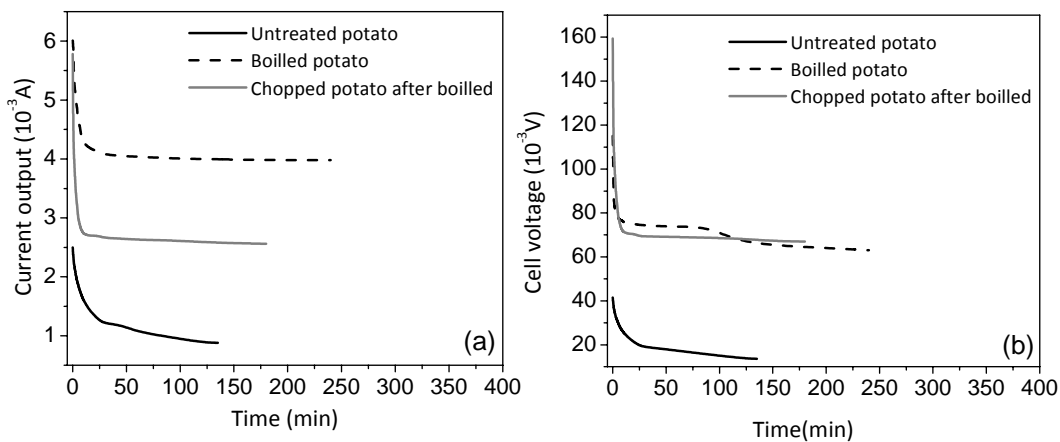 6
5
4
3
2
1
Current output (10⁻³A)
Untreated potato
Boilled potato
Chopped potato after boilled
(a)
0 50 100 150 200 250 300 350 400
Time (min)
160
140
120
100
80
60
40
20
Cell voltage (10⁻³V)
Untreated potato
Boilled potato
Chopped potato after boilled
(b)
0 50 100 150 200 250 300 350 400
Time(min)